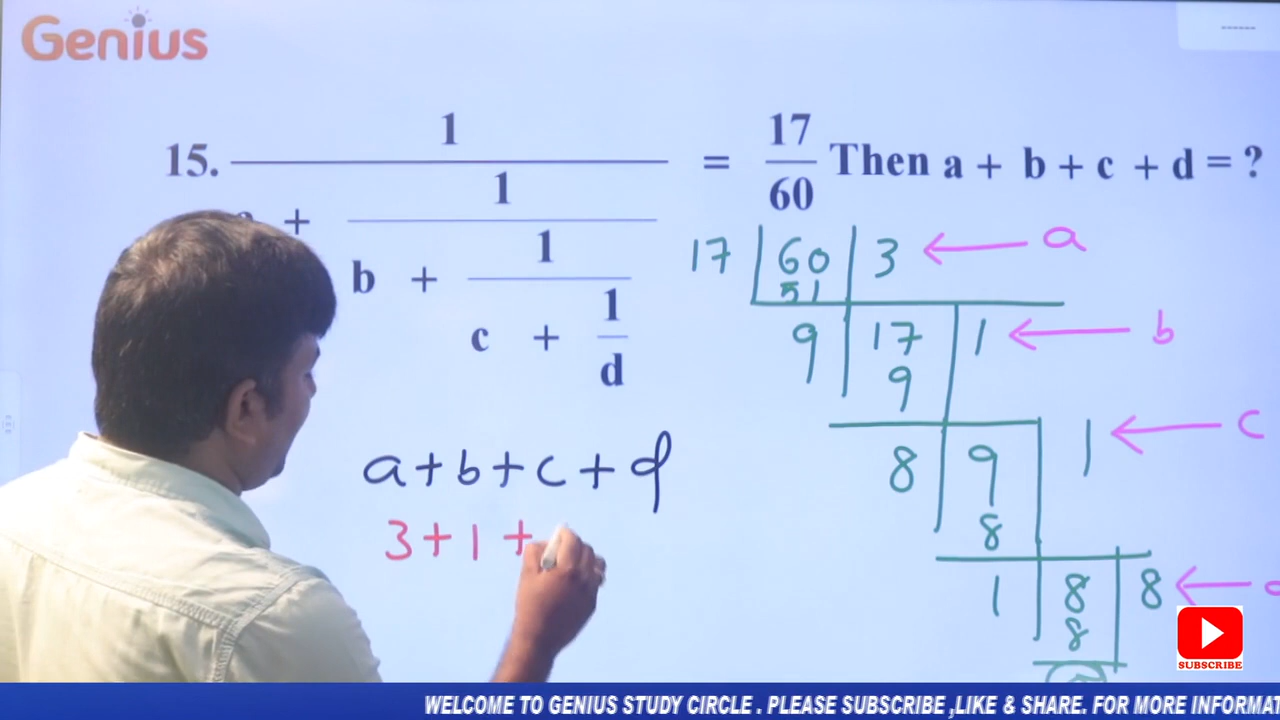 Genius
15. 1 / (a + 1 / (b + 1 / (c + 1 / d))) = 17/60 Then a + b + c + d = ?
17 | 60 | 3 ← a
51
9 | 17 | 1 ← b
9
8 | 9 | 1 ← c
8
1 | 8 | 8 ←
8
a+b+c+d
3+1+
SUBSCRIBE
WELCOME TO GENIUS STUDY CIRCLE . PLEASE SUBSCRIBE ,LIKE & SHARE. FOR MORE